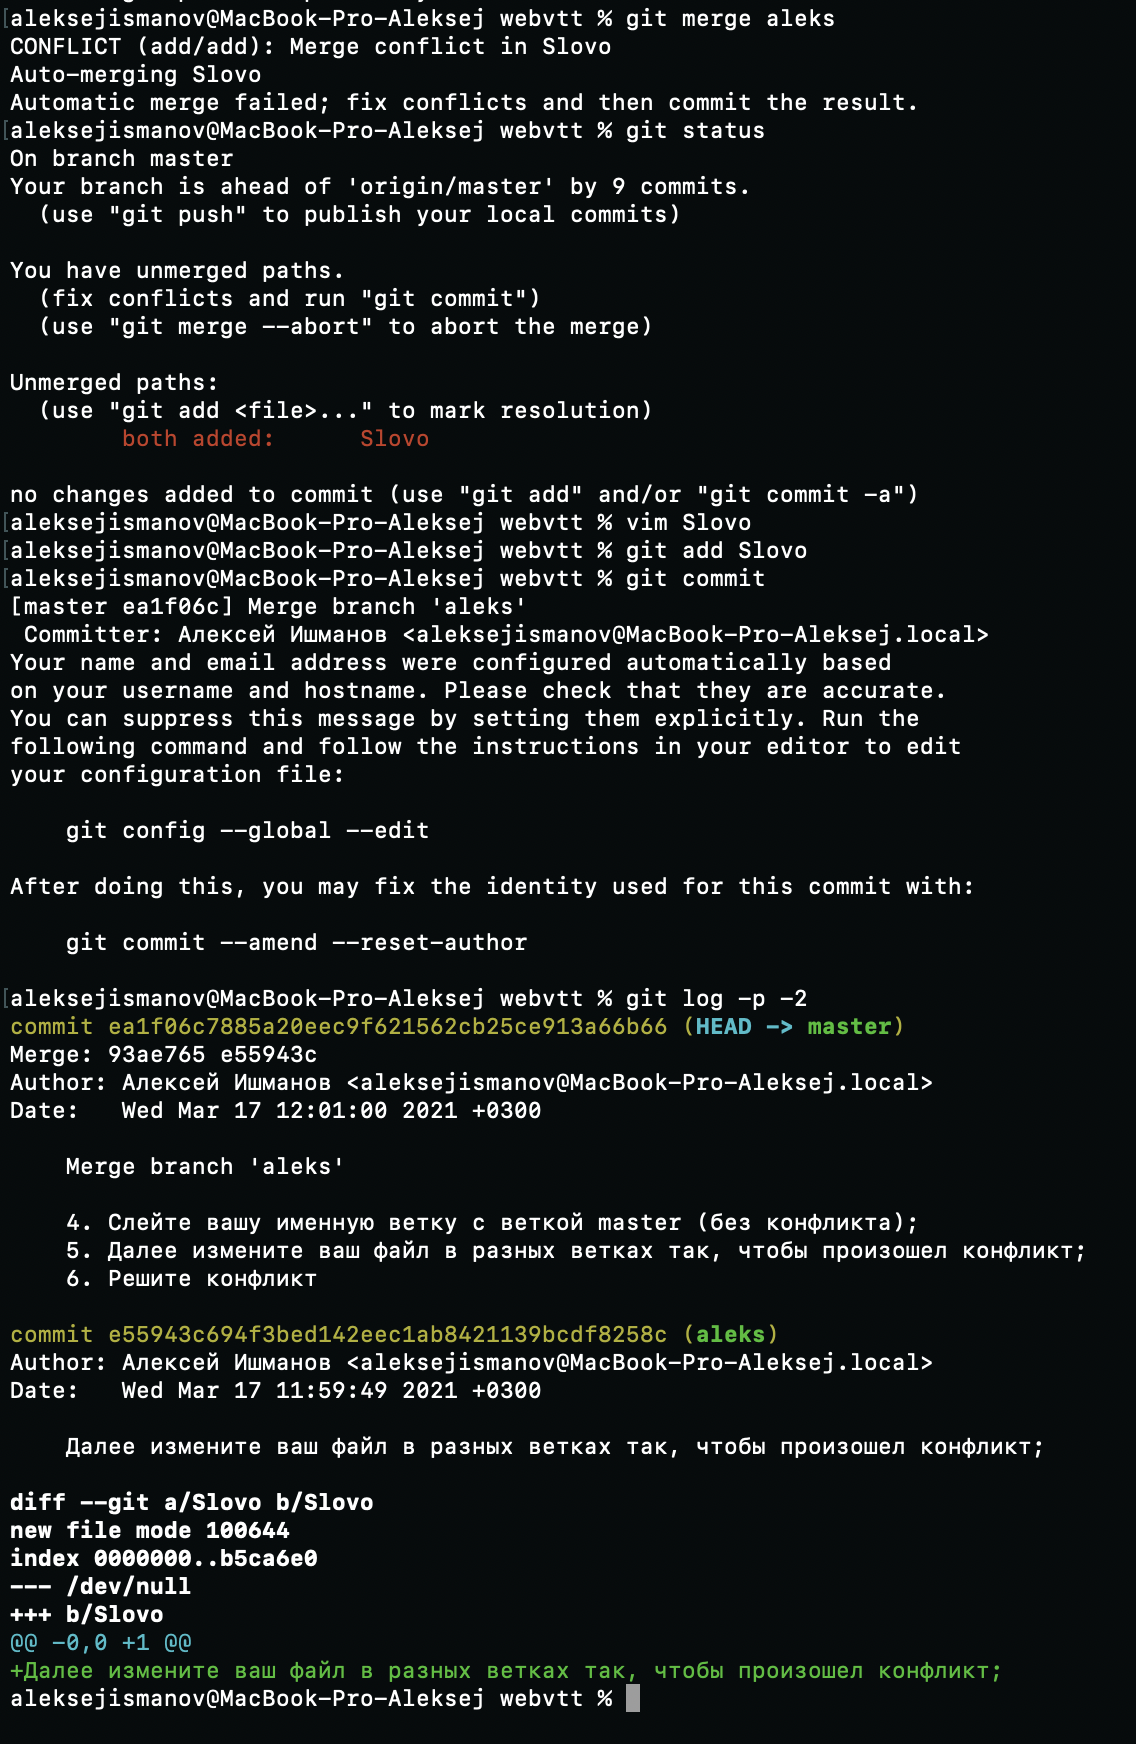 [aleksejismanov@MacBook-Pro-Aleksej webvtt % git merge aleks
CONFLICT (add/add): Merge conflict in Slovo
Auto-merging Slovo
Automatic merge failed; fix conflicts and then commit the result.
[aleksejismanov@MacBook-Pro-Aleksej webvtt % git status
On branch master
Your branch is ahead of 'origin/master' by 9 commits.
  (use "git push" to publish your local commits)

You have unmerged paths.
  (fix conflicts and run "git commit")
  (use "git merge --abort" to abort the merge)

Unmerged paths:
  (use "git add <file>..." to mark resolution)
        both added:      Slovo

no changes added to commit (use "git add" and/or "git commit -a")
[aleksejismanov@MacBook-Pro-Aleksej webvtt % vim Slovo
[aleksejismanov@MacBook-Pro-Aleksej webvtt % git add Slovo
[aleksejismanov@MacBook-Pro-Aleksej webvtt % git commit
[master ea1f06c] Merge branch 'aleks'
 Committer: Алексей Ишманов <aleksejismanov@MacBook-Pro-Aleksej.local>
Your name and email address were configured automatically based
on your username and hostname. Please check that they are accurate.
You can suppress this message by setting them explicitly. Run the
following command and follow the instructions in your editor to edit
your configuration file:

    git config --global --edit

After doing this, you may fix the identity used for this commit with:

    git commit --amend --reset-author

[aleksejismanov@MacBook-Pro-Aleksej webvtt % git log -p -2
commit ea1f06c7885a20eec9f621562cb25ce913a66b66 (HEAD -> master)
Merge: 93ae765 e55943c
Author: Алексей Ишманов <aleksejismanov@MacBook-Pro-Aleksej.local>
Date:   Wed Mar 17 12:01:00 2021 +0300

    Merge branch 'aleks'

    4. Слейте вашу именную ветку с веткой master (без конфликта);
    5. Далее измените ваш файл в разных ветках так, чтобы произошел конфликт;
    6. Решите конфликт

commit e55943c694f3bed142eec1ab8421139bcdf8258c (aleks)
Author: Алексей Ишманов <aleksejismanov@MacBook-Pro-Aleksej.local>
Date:   Wed Mar 17 11:59:49 2021 +0300

    Далее измените ваш файл в разных ветках так, чтобы произошел конфликт;

diff --git a/Slovo b/Slovo
new file mode 100644
index 0000000..b5ca6e0
--- /dev/null
+++ b/Slovo
@@ -0,0 +1 @@
+Далее измените ваш файл в разных ветках так, чтобы произошел конфликт;
aleksejismanov@MacBook-Pro-Aleksej webvtt %